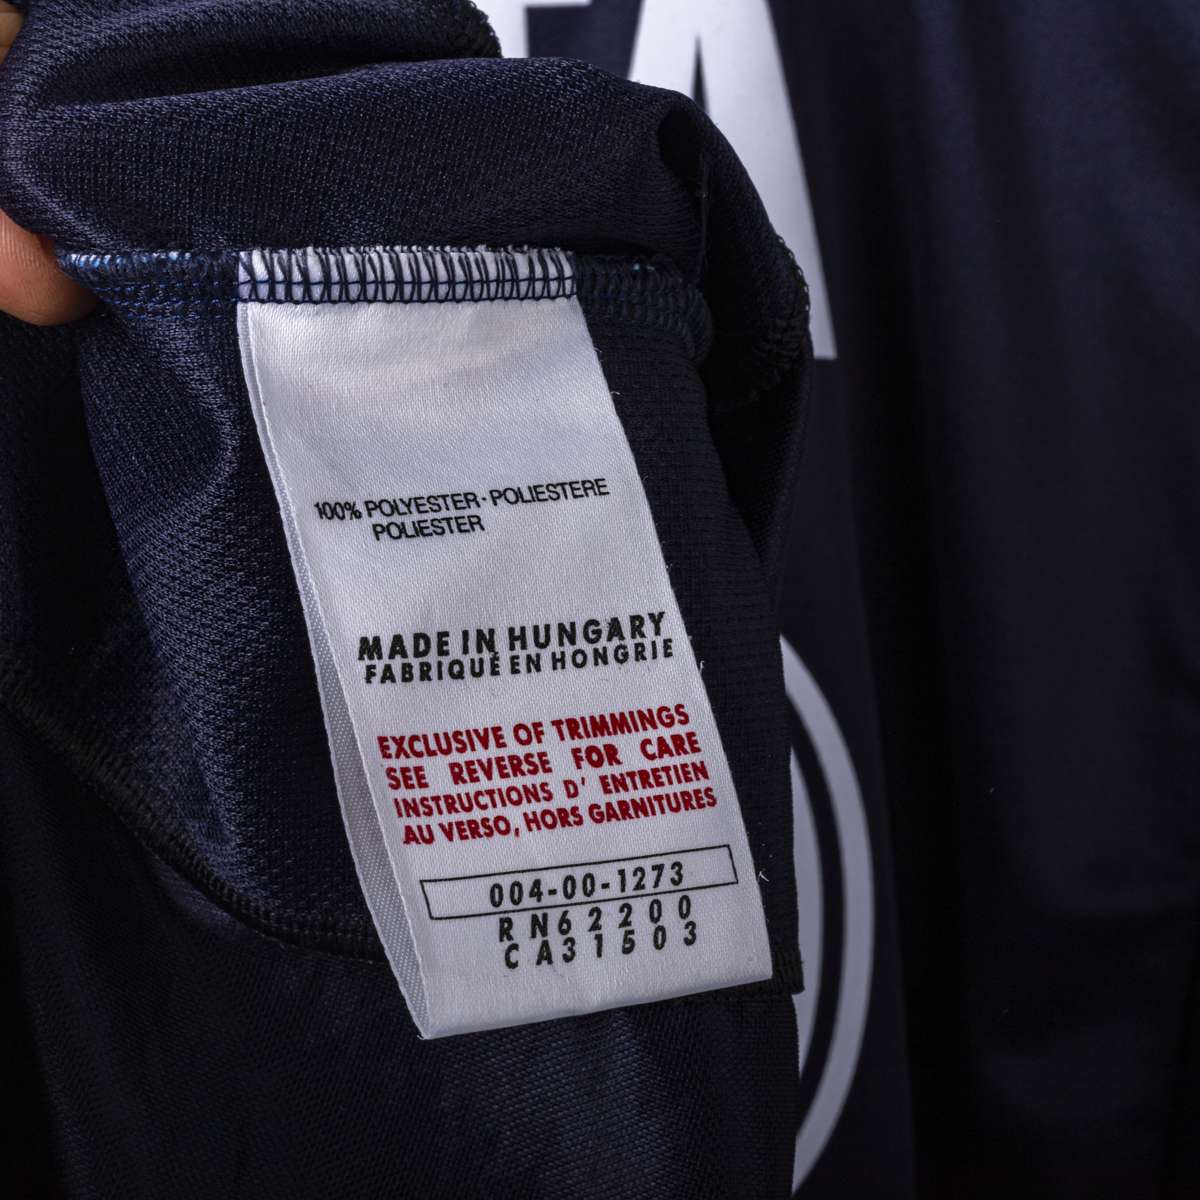 TA
100% POLYESTER-POLIESTERE
POLIESTER
MADE IN HUNGARY
FABRIQUÉ EN HONGRIE
EXCLUSIVE OF TRIMMINGS
SEE REVERSE FOR CARE
INSTRUCTIONS D' ENTRETIEN
AU VERSO, HORS GARNITURES
004-00-1273
RN62200
CA31503